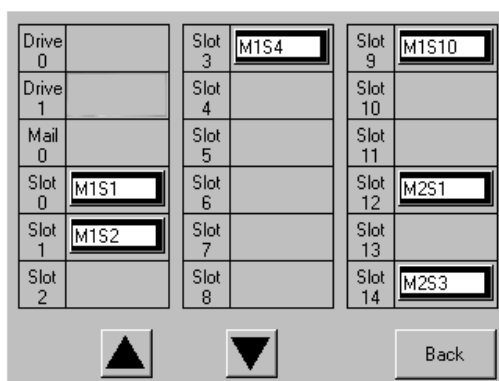 Drive
0
Drive
1
Mail
0
Slot
0
M1S1
Slot
1
M1S2
Slot
2
Slot
3
M1S4
Slot
4
Slot
5
Slot
6
Slot
7
Slot
8
Slot
9
M1S10
Slot
10
Slot
11
Slot
12
M2S1
Slot
13
Slot
14
M2S3
Back